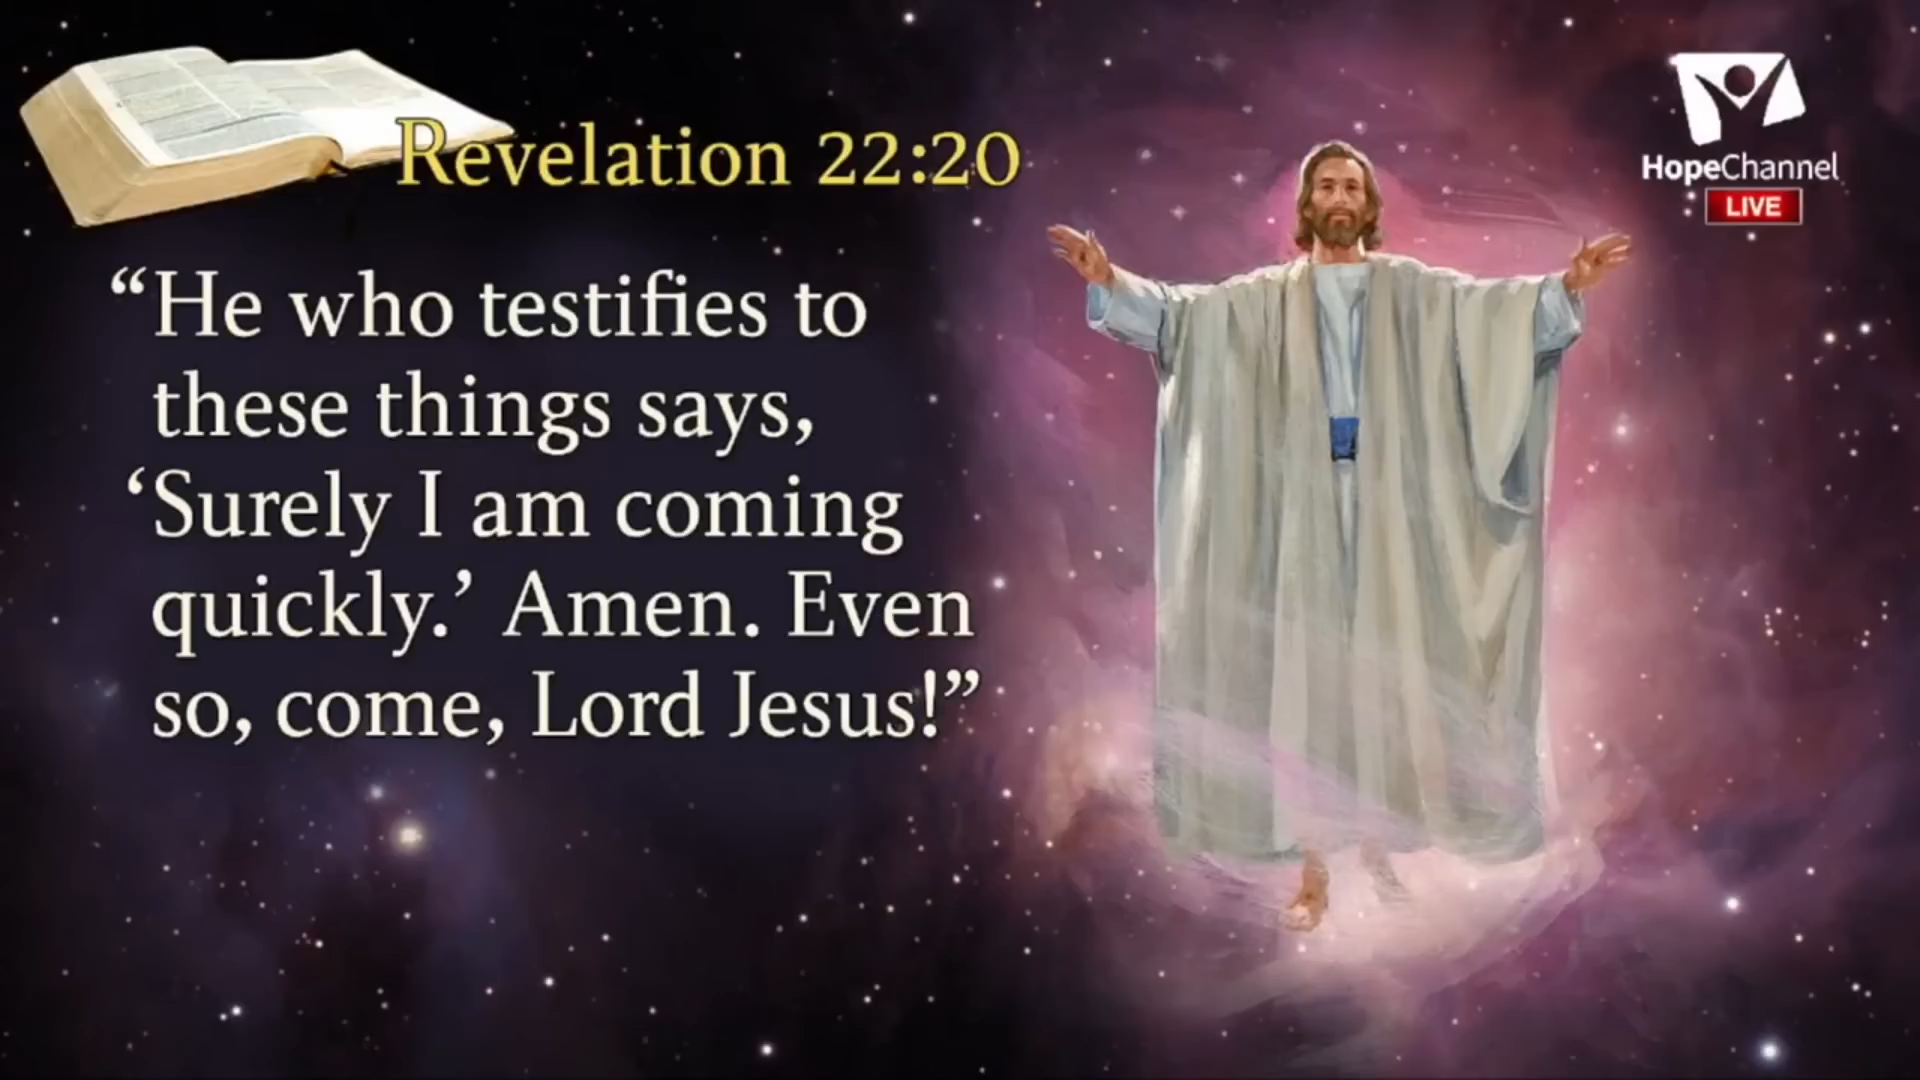 Revelation 22:20
“He who testifies to
these things says,
‘Surely I am coming
quickly.’ Amen. Even
so, come, Lord Jesus!”
HopeChannel
LIVE